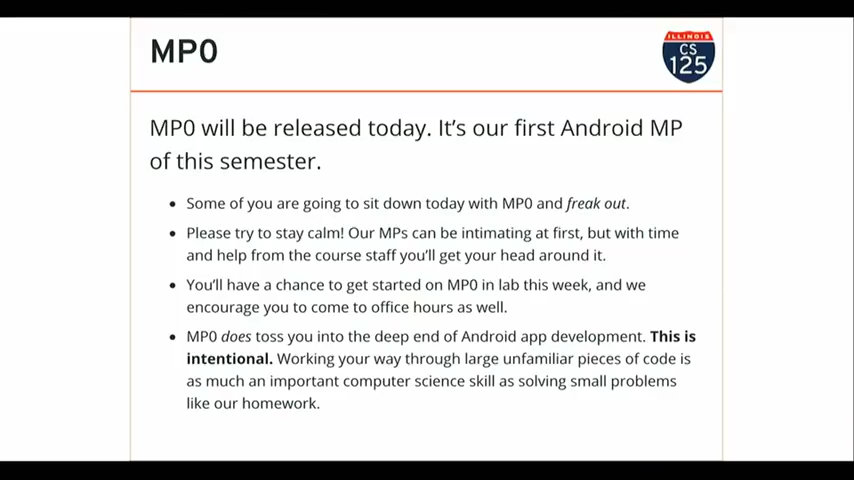 MP0
ILLINOIS
CS
125
MP0 will be released today. It's our first Android MP
of this semester.
• Some of you are going to sit down today with MP0 and freak out.
• Please try to stay calm! Our MPs can be intimating at first, but with time
and help from the course staff you'll get your head around it.
• You'll have a chance to get started on MP0 in lab this week, and we
encourage you to come to office hours as well.
• MP0 does toss you into the deep end of Android app development. This is
intentional. Working your way through large unfamiliar pieces of code is
as much an important computer science skill as solving small problems
like our homework.